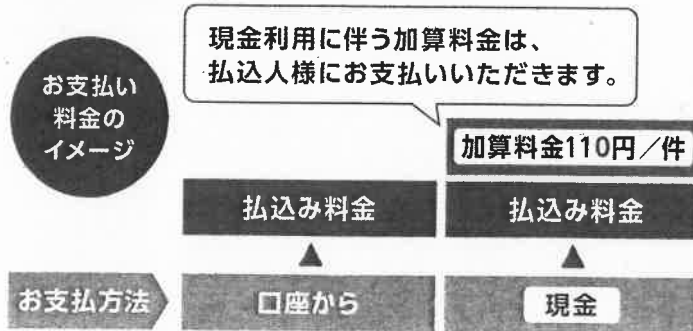 現金利用に伴う加算料金は、
払込人様にお支払いいただきます。
お支払い
料金の
イメージ
加算料金110円／件
払込み料金
払込み料金
お支払方法
口座から
現金